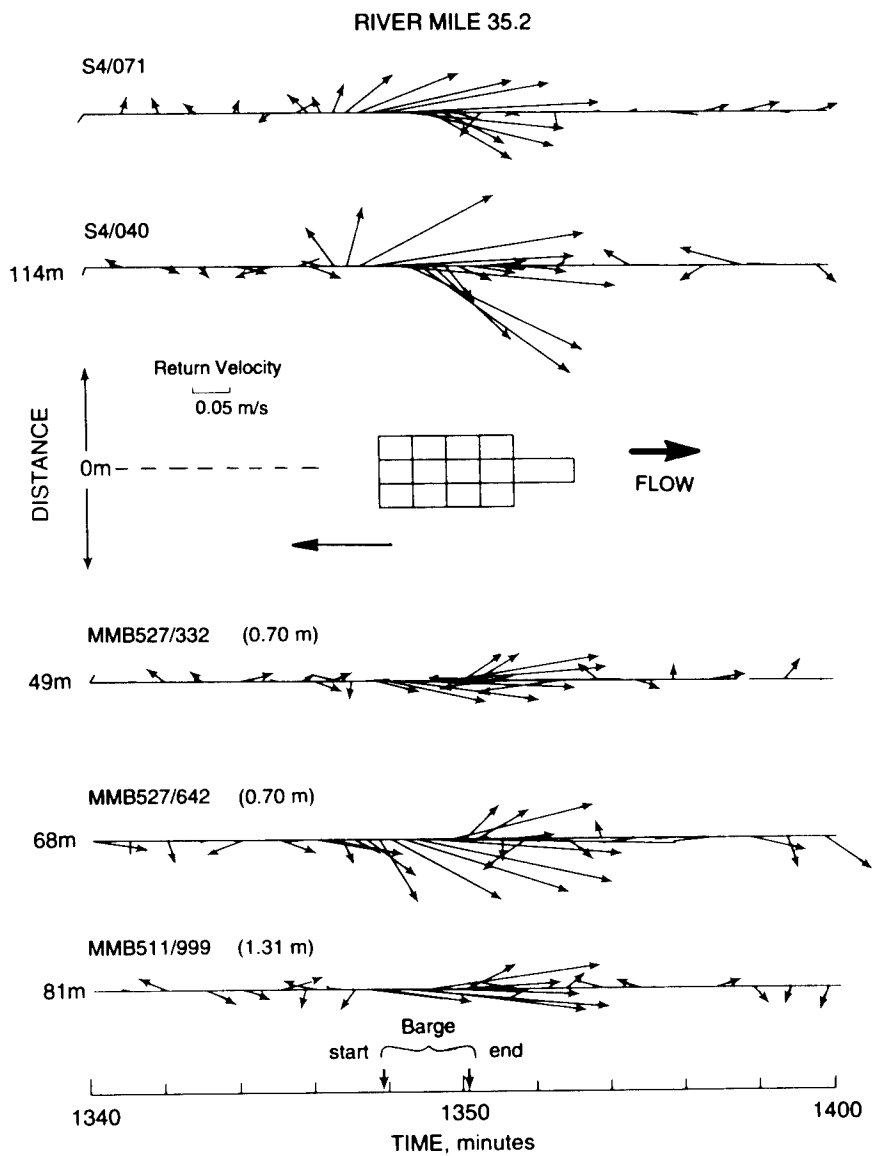 RIVER MILE 35.2
S4/071
S4/040
114m
Return Velocity
0.05 m/s
DISTANCE
0m
FLOW
MMB527/332 (0.70 m)
49m
MMB527/642 (0.70 m)
68m
MMB511/999 (1.31 m)
81m
Barge
start end
1340 1350 1400
TIME, minutes